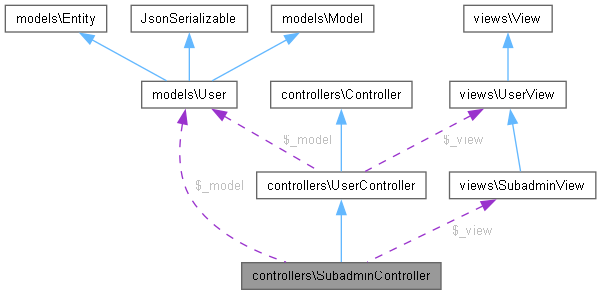 models\Entity
JsonSerializable
models\Model
views\View
models\User
controllers\Controller
views\UserView
$_model
$_view
controllers\UserController
views\SubadminView
$_model
$_view
controllers\SubadminController